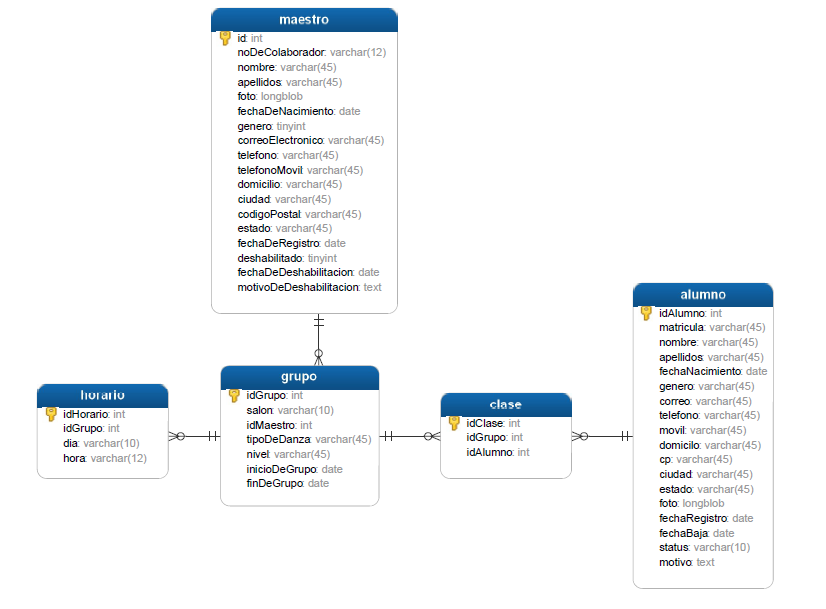 maestro
id: int
noDeColaborador: varchar(12)
nombre: varchar(45)
apellidos: varchar(45)
foto: longblob
fechaDeNacimiento: date
genero: tinyint
correoElectronico: varchar(45)
telefono: varchar(45)
telefonoMovil: varchar(45)
domicilio: varchar(45)
ciudad: varchar(45)
codigoPostal: varchar(45)
estado: varchar(45)
fechaDeRegistro: date
deshabilitado: tinyint
fechaDeDeshabilitacion: date
motivoDeDeshabilitacion: text
horario
idHorario: int
idGrupo: int
dia: varchar(10)
hora: varchar(12)
grupo
idGrupo: int
salon: varchar(10)
idMaestro: int
tipoDeDanza: varchar(45)
nivel: varchar(45)
inicioDeGrupo: date
finDeGrupo: date
clase
idClase: int
idGrupo: int
idAlumno: int
alumno
idAlumno: int
matricula: varchar(45)
nombre: varchar(45)
apellidos: varchar(45)
fechaNacimiento: date
genero: varchar(45)
correo: varchar(45)
telefono: varchar(45)
movil: varchar(45)
domicilo: varchar(45)
cp: varchar(45)
ciudad: varchar(45)
estado: varchar(45)
foto: longblob
fechaRegistro: date
fechaBaja: date
status: varchar(10)
motivo: text